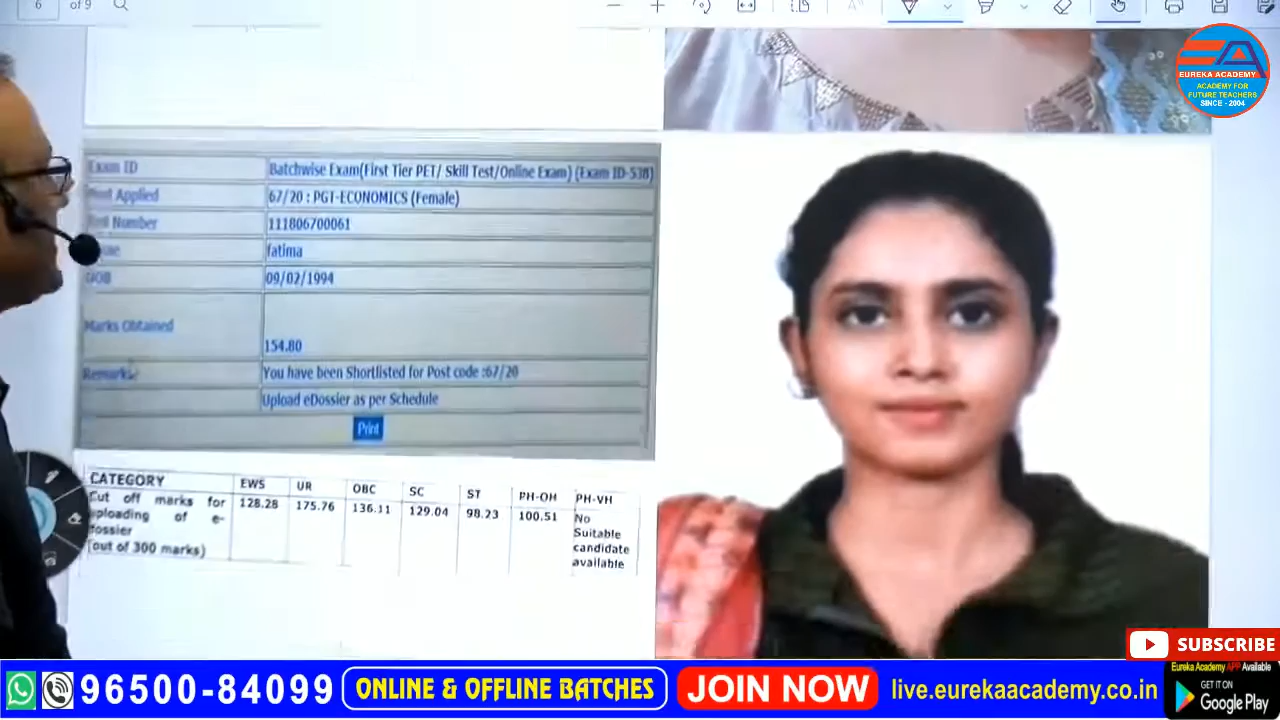 6 of 9
EUREKA ACADEMY
ACADEMY FOR
FUTURE TEACHERS
SINCE - 2004
Exam ID Batchwise Exam(First Tier PET/ Skill Test/Online Exam) (Exam ID-538)
Applied 67/20 : PGT-ECONOMICS (Female)
Number 111806700061
fatima
DOB 09/02/1994
Marks Obtained 154.80
Remarks You have been Shortlisted for Post code :67/20
Upload eDossier as per Schedule
Print
CATEGORY EWS UR OBC SC ST PH-OH PH-VH
Cut off marks for 128.28 175.76 136.11 129.04 98.23 100.51 No
uploading of e- Suitable
dossier candidate
(out of 300 marks) available
SUBSCRIBE
96500-84099 ONLINE & OFFLINE BATCHES JOIN NOW live.eurekaacademy.co.in
Eureka Academy APP Available
GET IT ON
Google Play